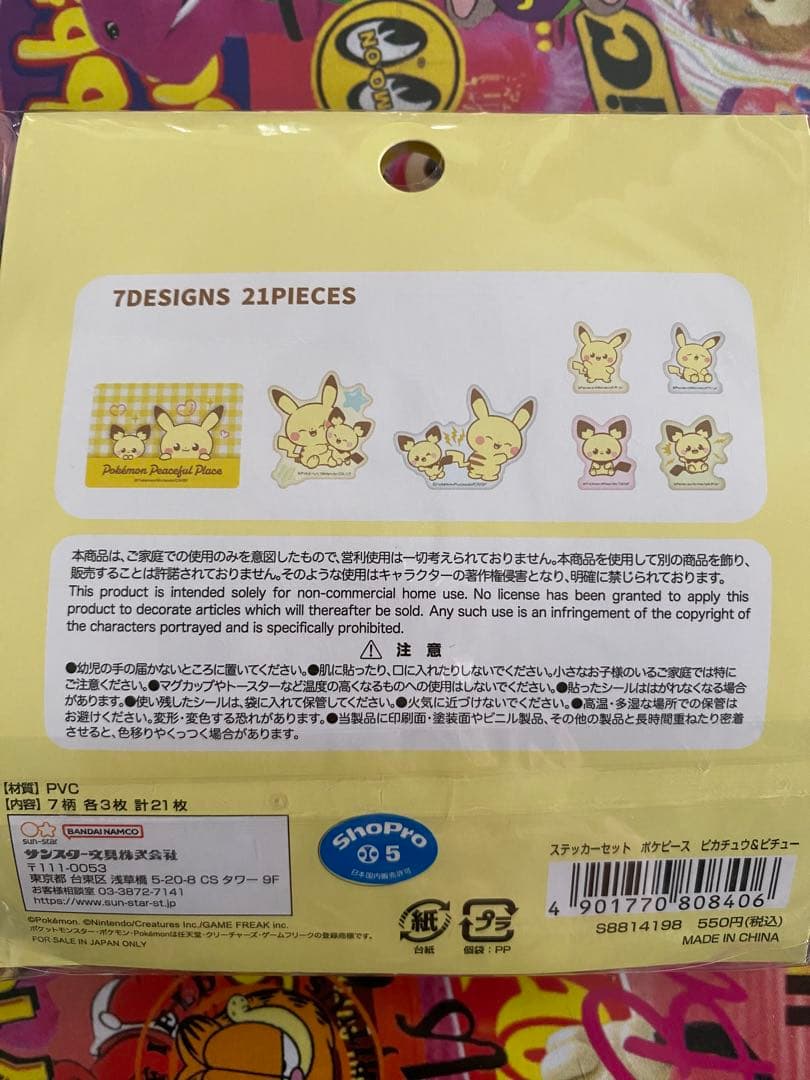 MOON
ic
7DESIGNS 21PIECES
Pokémon Peaceful Place
本商品は、ご家庭での使用のみを意図したもので、営利使用は一切考えられておりません。本商品を使用して別の商品を飾り、
販売することは許諾されておりません。そのような使用はキャラクターの著作権侵害となり、明確に禁じられております。
This product is intended solely for non-commercial home use. No license has been granted to apply this
product to decorate articles which will thereafter be sold. Any such use is an infringement of the copyright of
the characters portrayed and is specifically prohibited.
注意
●幼児の手の届かないところに置いてください。●肌に貼ったり、口に入れたりしないでください。小さなお子様のいるご家庭では特に
ご注意ください。●マグカップやトースターなど温度の高くなるものへの使用はしないでください。●貼ったシールははがれなくなる場合
があります。●使い残したシールは、袋に入れて保管してください。●火気に近づけないでください。●高温・多湿な場所での保管は
お避けください。変形・変色する恐れがあります。●当製品に印刷面・塗装面やビニル製品、その他の製品と長時間重ねたり密着
させると、色移りやくっつく場合があります。
【材質】PVC
【内容】7柄 各3枚 計21枚
sun-star
BANDAI NAMCO
サンスター文具株式会社
〒111-0053
東京都 台東区 浅草橋 5-20-8 CS タワー 9F
お客様相談室 03-3872-7141
https://www.sun-star-st.jp
ShoPro
5
日本国内販売許可
ステッカーセット ポケピース ピカチュウ&ピチュー
4 901770 808406
S8814198 550円(税込)
MADE IN CHINA
紙
台紙
プラ
個袋:PP
©Pokémon. ©Nintendo/Creatures Inc./GAME FREAK inc.
ポケットモンスター・ポケモン・Pokémonは任天堂・クリーチャーズ・ゲームフリークの登録商標です。
FOR SALE IN JAPAN ONLY